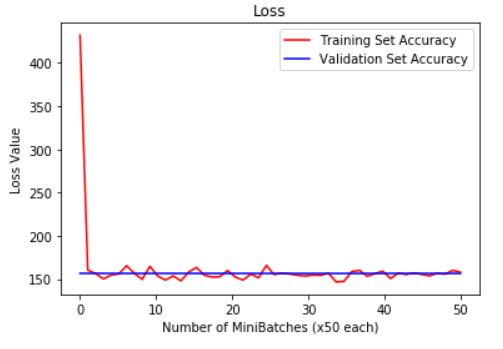 Loss
Training Set Accuracy
Validation Set Accuracy
400
350
300
250
200
150
Loss Value
0 10 20 30 40 50
Number of MiniBatches (x50 each)